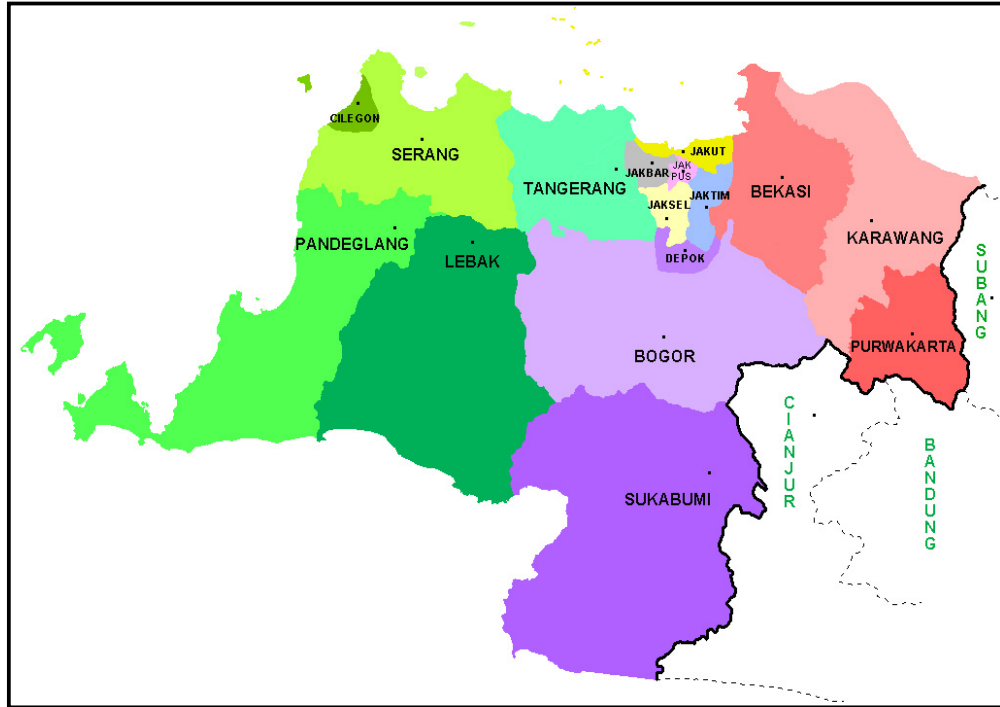 CILEGON
SERANG
TANGERANG
JAKUT
JAKBAR
JAK
PUS
JAKSEL
JAKTIM
BEKASI
DEPOK
KARAWANG
PANDEGLANG
LEBAK
SUBANG
BOGOR
PURWAKARTA
CIANJUR
BANDUNG
SUKABUMI